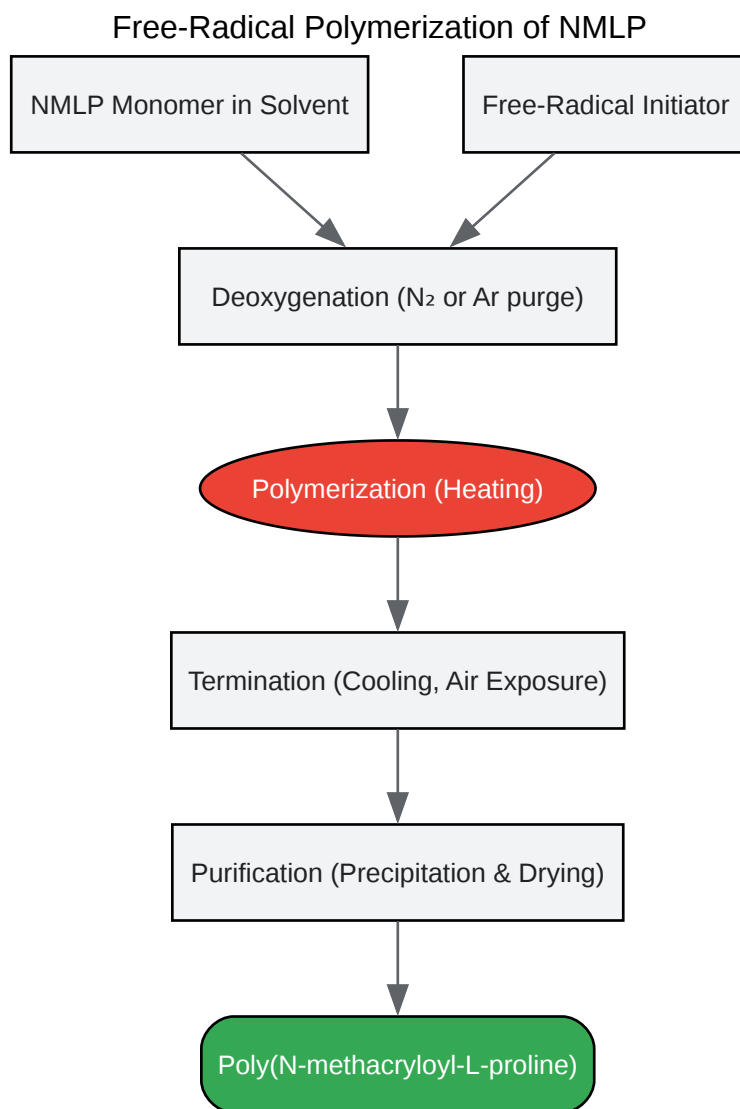 Free-Radical Polymerization of NMLP
NMLP Monomer in Solvent
Free-Radical Initiator
Deoxygenation (N₂ or Ar purge)
Polymerization (Heating)
Termination (Cooling, Air Exposure)
Purification (Precipitation & Drying)
Poly(N-methacryloyl-L-proline)